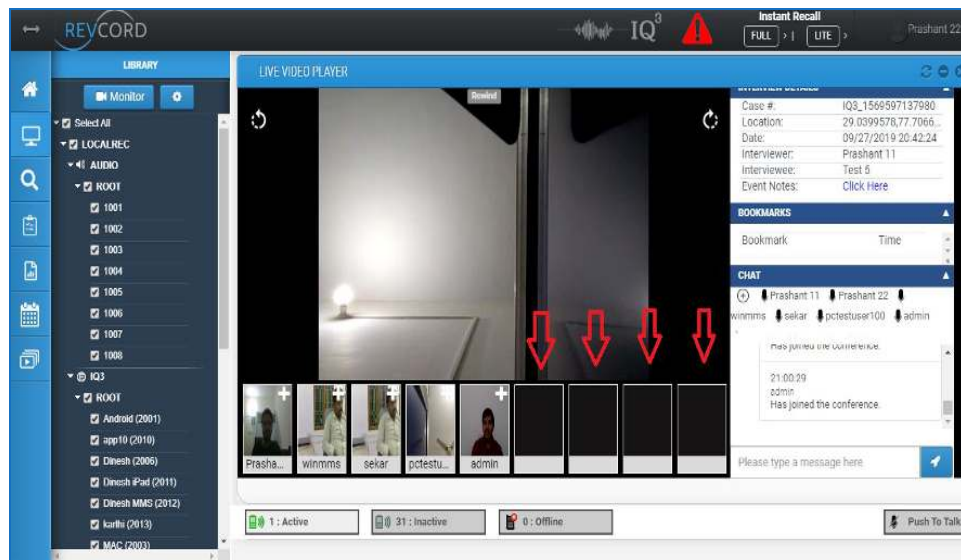 REVCORD
IQ3
Instant Recall
FULL > | LITE >
Prashant 22
LIBRARY
Monitor
Select All
LOCALREC
AUDIO
ROOT
1001
1002
1003
1004
1005
1006
1007
1008
IQ3
ROOT
Android (2001)
app10 (2010)
Dinesh (2006)
Dinesh iPad (2011)
Dinesh MMS (2012)
karthi (2013)
MAC (2003)
LIVE VIDEO PLAYER
Rewind
Prasha...
winmms
sekar
pctestu...
admin
INTERVIEW DETAILS
Case #: IQ3_1569597137980
Location: 29.0399578,77.7066...
Date: 09/27/2019 20:42:24
Interviewer: Prashant 11
Interviewee: Test 5
Event Notes: Click Here
BOOKMARKS
Bookmark Time
CHAT
Prashant 11 Prashant 22
winmms sekar pctestuser100 admin
Has joined the conference.
21:00:29
admin
Has joined the conference.
Please type a message here
1 : Active
31 : Inactive
0 : Offline
Push To Talk